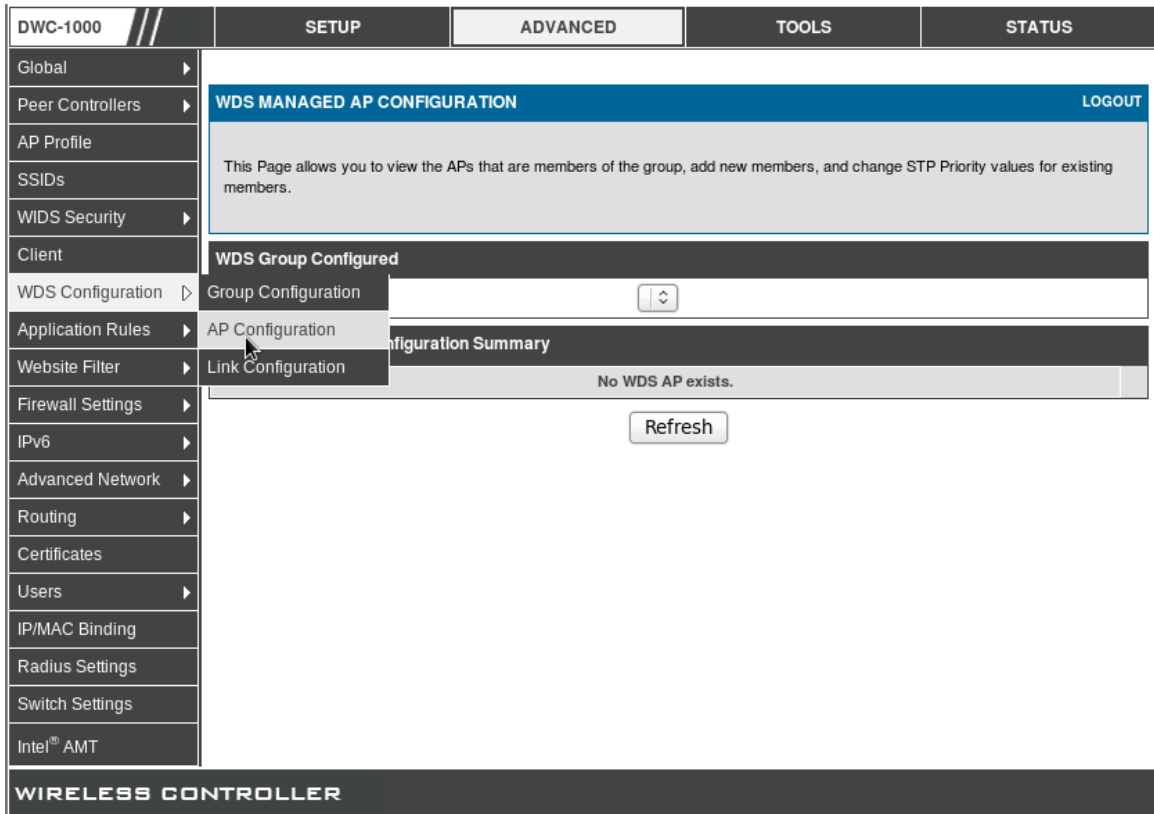 DWC-1000
SETUP
ADVANCED
TOOLS
STATUS
Global
Peer Controllers
AP Profile
SSIDs
WIDS Security
Client
WDS Configuration
Application Rules
Website Filter
Firewall Settings
IPv6
Advanced Network
Routing
Certificates
Users
IP/MAC Binding
Radius Settings
Switch Settings
Intel® AMT
Group Configuration
AP Configuration
Link Configuration
WDS MANAGED AP CONFIGURATION
LOGOUT
This Page allows you to view the APs that are members of the group, add new members, and change STP Priority values for existing
members.
WDS Group Configured
nfiguration Summary
No WDS AP exists.
Refresh
WIRELESS CONTROLLER